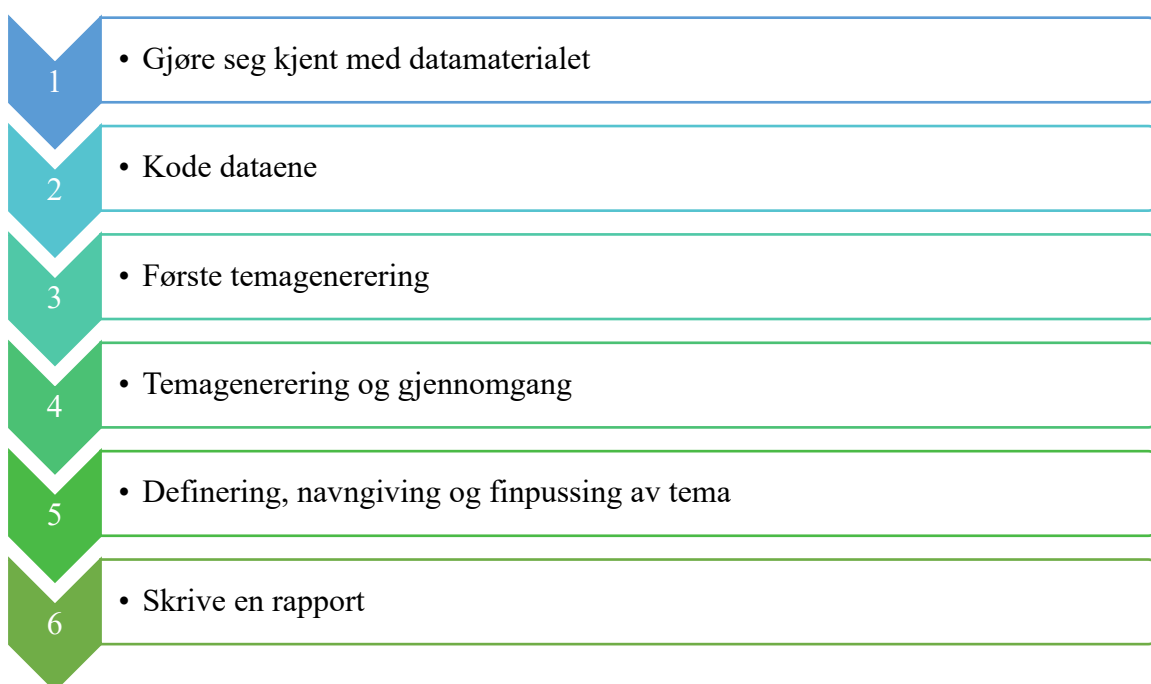 1
• Gjøre seg kjent med datamaterialet
2
• Kode dataene
3
• Første temagenerering
4
• Temagenerering og gjennomgang
5
• Definering, navngiving og finpussing av tema
6
• Skrive en rapport